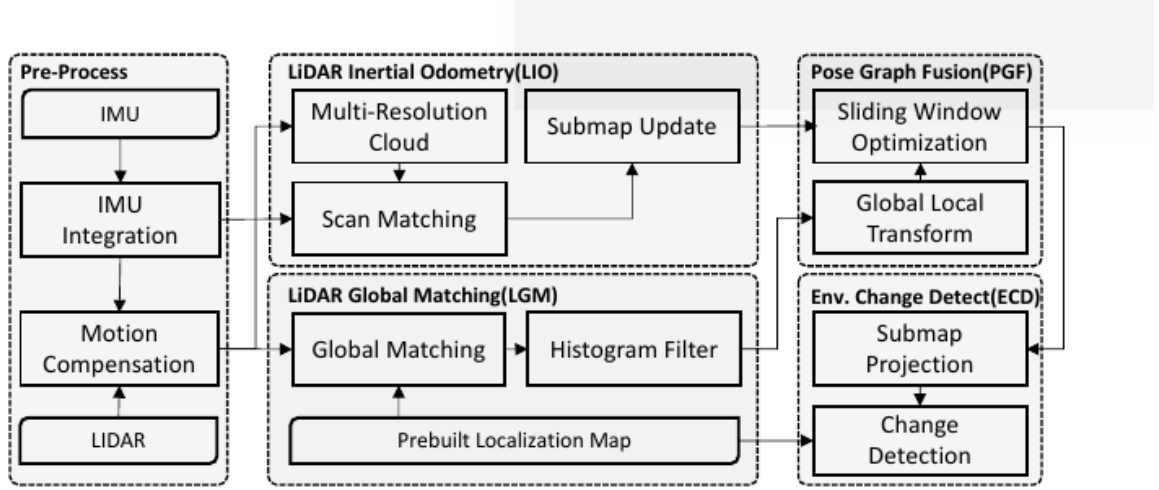 Pre-Process
IMU
IMU
Integration
Motion
Compensation
LIDAR
LiDAR Inertial Odometry(LIO)
Multi-Resolution
Cloud
Submap Update
Scan Matching
LiDAR Global Matching(LGM)
Global Matching
Histogram Filter
Prebuilt Localization Map
Pose Graph Fusion(PGF)
Sliding Window
Optimization
Global Local
Transform
Env. Change Detect(ECD)
Submap
Projection
Change
Detection